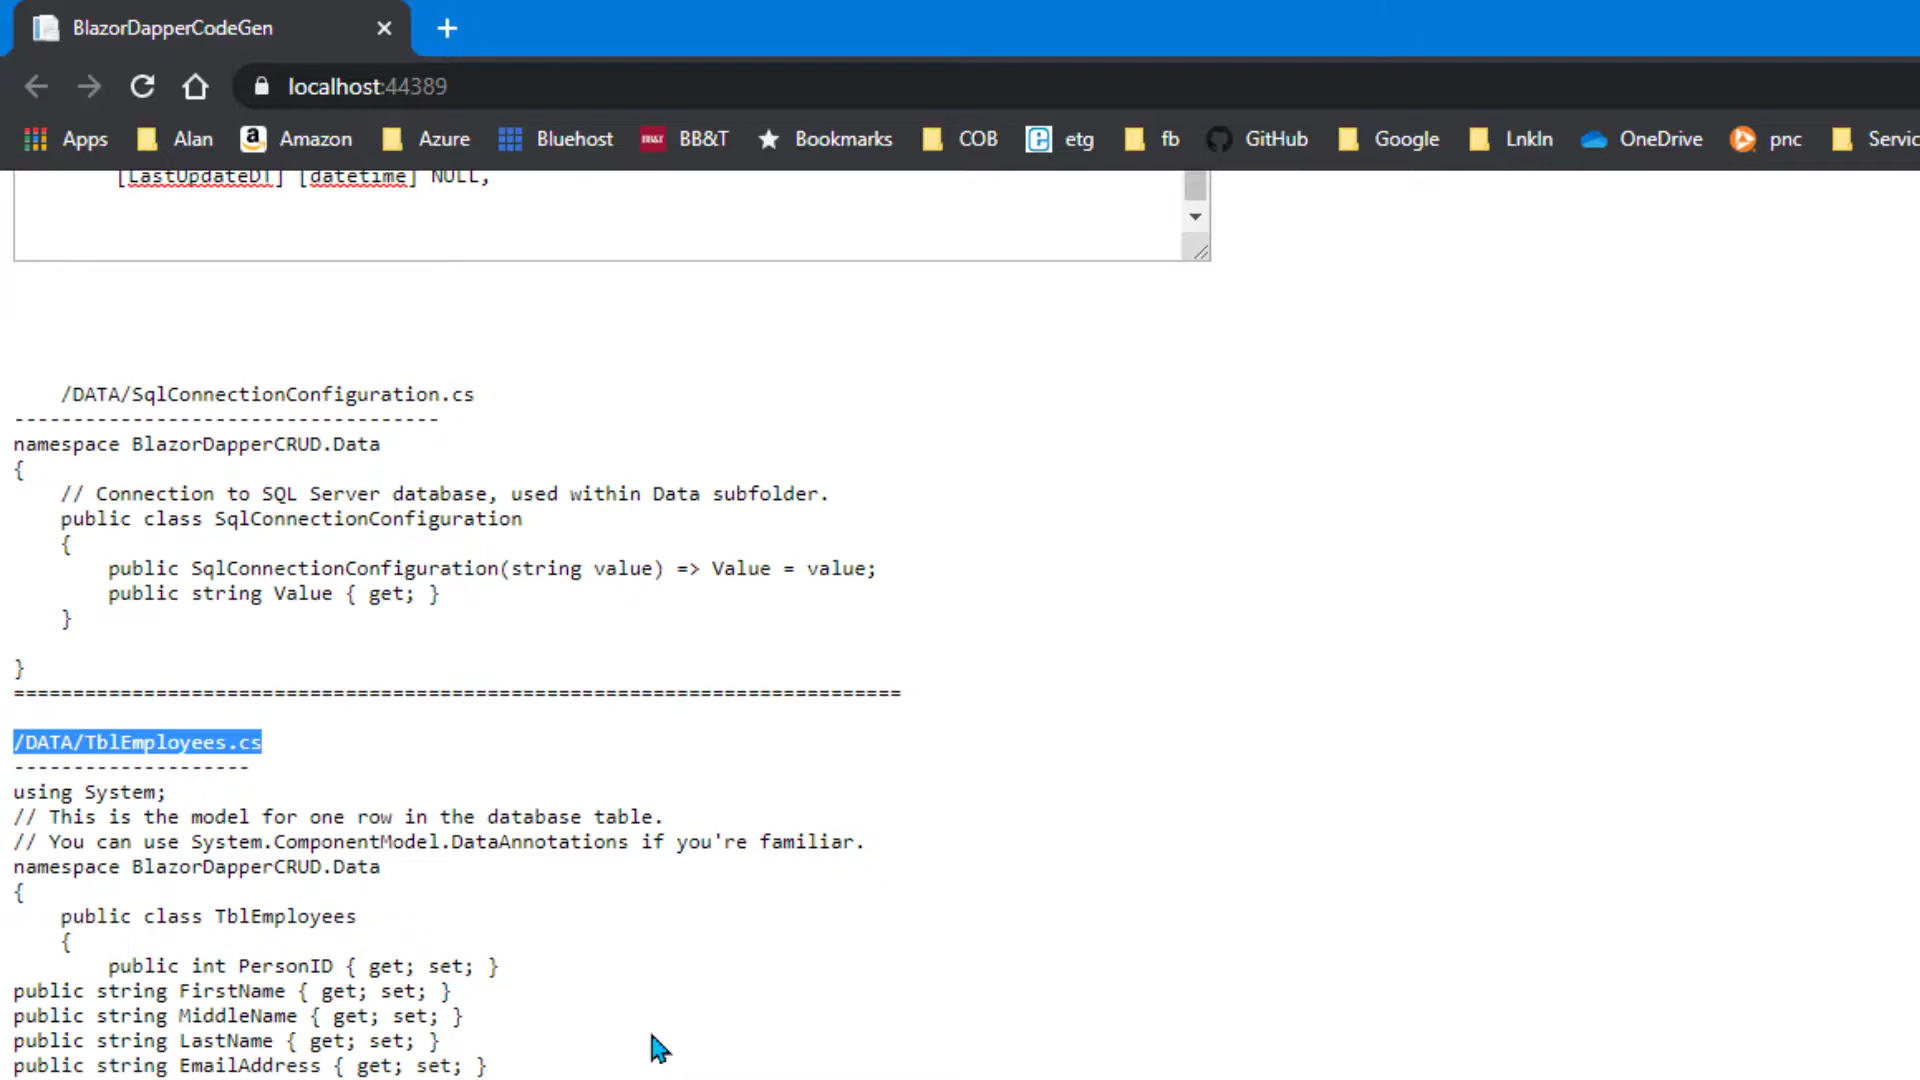 BlazorDapperCodeGen
localhost:44389
Apps Alan Amazon Azure Bluehost BB&T Bookmarks COB etg fb GitHub Google LnkIn OneDrive pnc Servic
[LastUpdateDT] [datetime] NULL,
/DATA/SqlConnectionConfiguration.cs
------------------------------------
namespace BlazorDapperCRUD.Data
{
// Connection to SQL Server database, used within Data subfolder.
public class SqlConnectionConfiguration
{
public SqlConnectionConfiguration(string value) => Value = value;
public string Value { get; }
}
}
===========================================================================
/DATA/TblEmployees.cs
--------------------
using System;
// This is the model for one row in the database table.
// You can use System.ComponentModel.DataAnnotations if you're familiar.
namespace BlazorDapperCRUD.Data
{
public class TblEmployees
{
public int PersonID { get; set; }
public string FirstName { get; set; }
public string MiddleName { get; set; }
public string LastName { get; set; }
public string EmailAddress { get; set; }